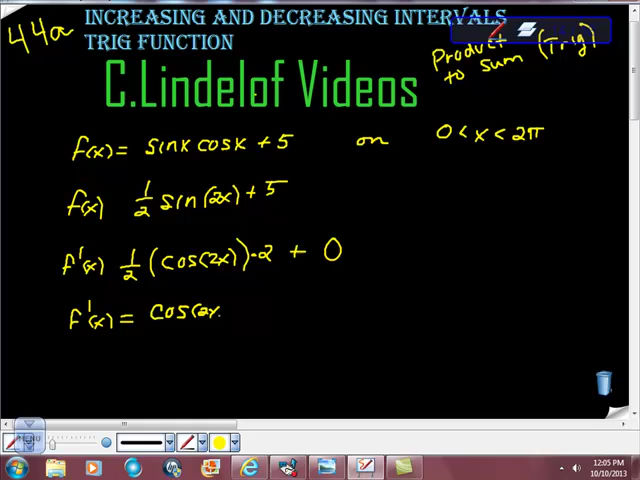 44a
INCREASING AND DECREASING INTERVALS
TRIG FUNCTION
Product (Trig)
to sum
C.Lindelof Videos
f(x) = sinx cosx + 5 on 0 < x < 2π
f(x) 1/2 sin(2x) + 5
f'(x) 1/2 (cos(2x))·2 + 0
f'(x) = cos(2x
MENU
12:05 PM
10/10/2013